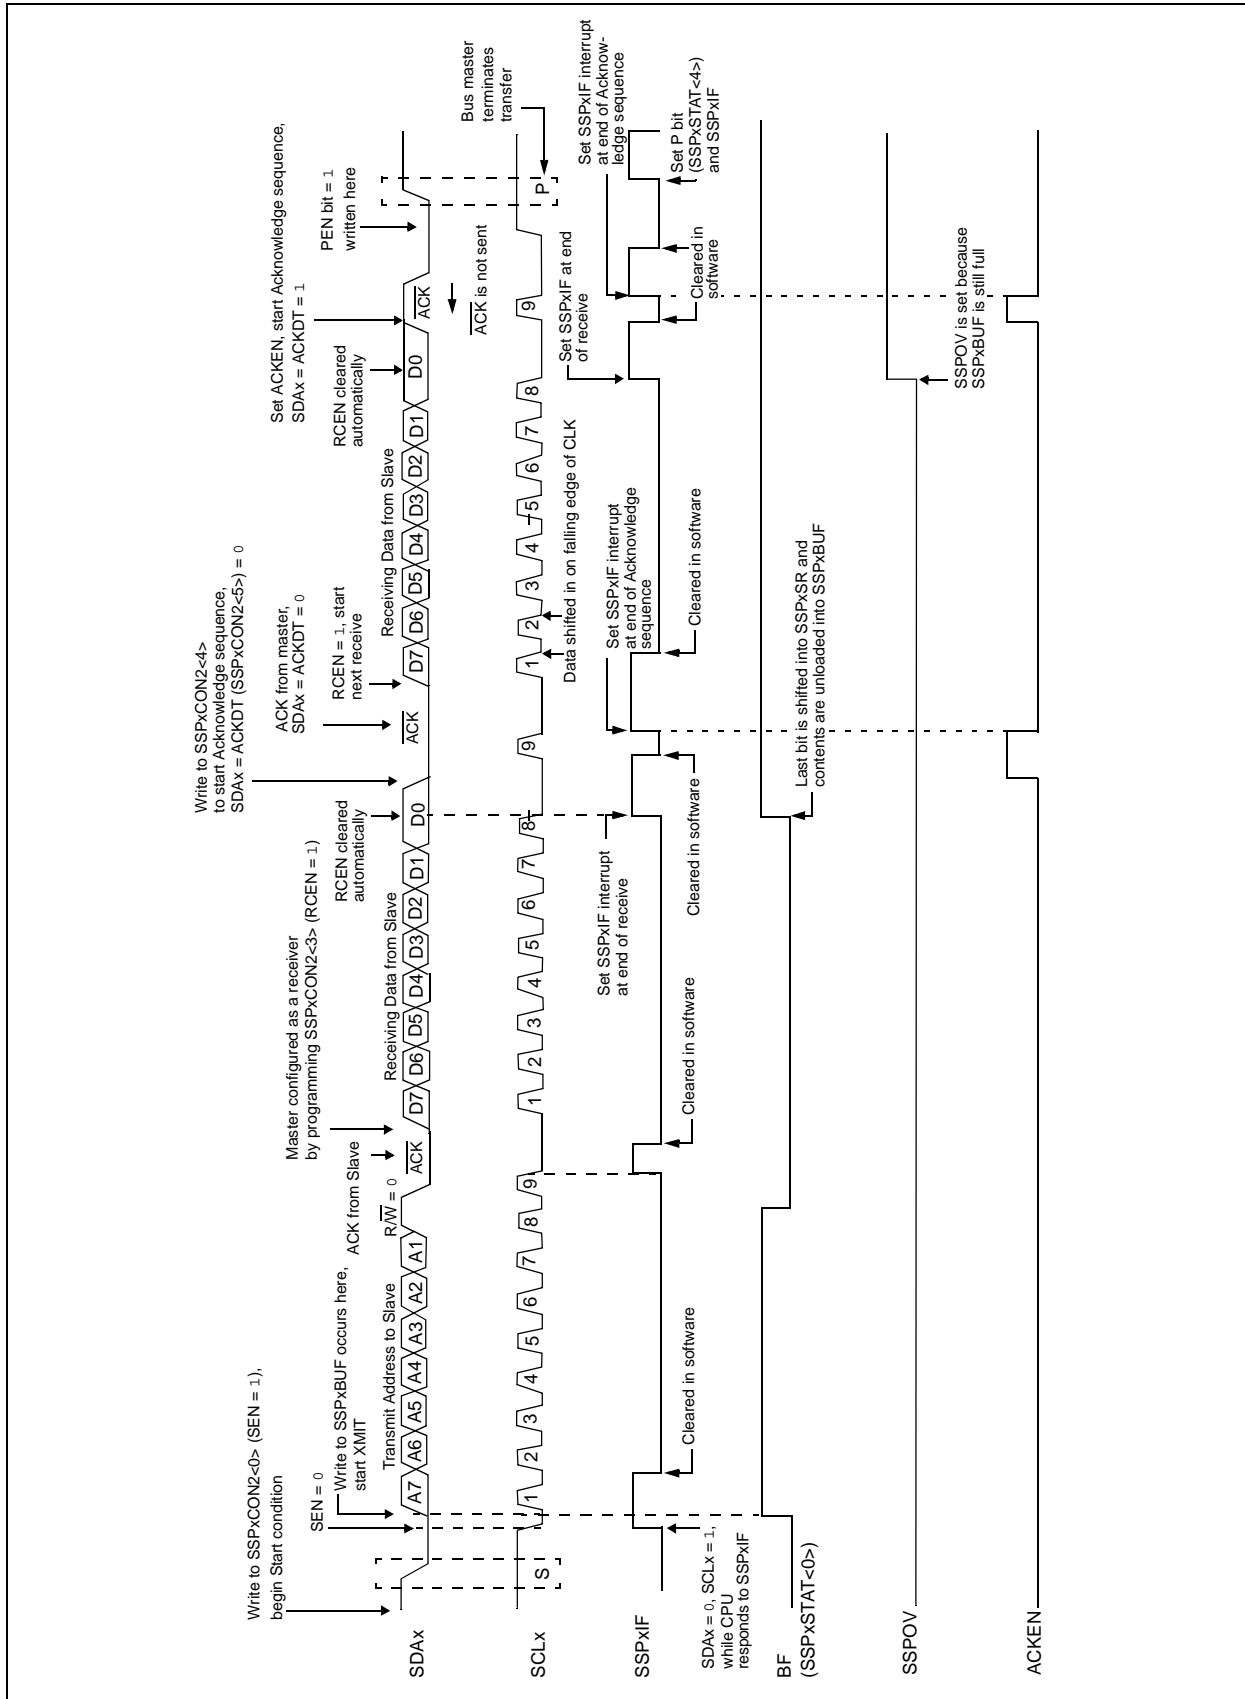 Write to SSPxCON2<0> (SEN = 1),
begin Start condition
SEN = 0
Write to SSPxBUF occurs here,
start XMIT
ACK from Slave
Master configured as a receiver
by programming SSPxCON2<3> (RCEN = 1)
RCEN cleared
automatically
Write to SSPxCON2<4>
to start Acknowledge sequence,
SDAx = ACKDT (SSPxCON2<5>) = 0
ACK from master,
SDAx = ACKDT = 0
RCEN = 1, start
next receive
RCEN cleared
automatically
Set ACKEN, start Acknowledge sequence,
SDAx = ACKDT = 1
PEN bit = 1
written here
Transmit Address to Slave
R/W = 0
Receiving Data from Slave
Receiving Data from Slave
SDAx
A7 A6 A5 A4 A3 A2 A1
ACK
D7 D6 D5 D4 D3 D2 D1 D0
ACK
D7 D6 D5 D4 D3 D2 D1 D0
ACK
ACK is not sent
Bus master
terminates
transfer
SCLx
S
1 2 3 4 5 6 7 8 9
1 2 3 4 5 6 7 8 9
1 2 3 4 5 6 7 8 9
P
Data shifted in on falling edge of CLK
Set SSPxIF interrupt
at end of receive
Set SSPxIF interrupt
at end of Acknowledge
sequence
Set SSPxIF at end
of receive
Set SSPxIF interrupt
at end of Acknow-
ledge sequence
SSPxIF
SDAx = 0, SCLx = 1,
while CPU
responds to SSPxIF
Cleared in software
Cleared in software
Cleared in software
Cleared in software
Cleared in software
Cleared in
software
Set P bit
(SSPxSTAT<4>)
and SSPxIF
BF
(SSPxSTAT<0>)
Last bit is shifted into SSPxSR and
contents are unloaded into SSPxBUF
SSPOV
SSPOV is set because
SSPxBUF is still full
ACKEN